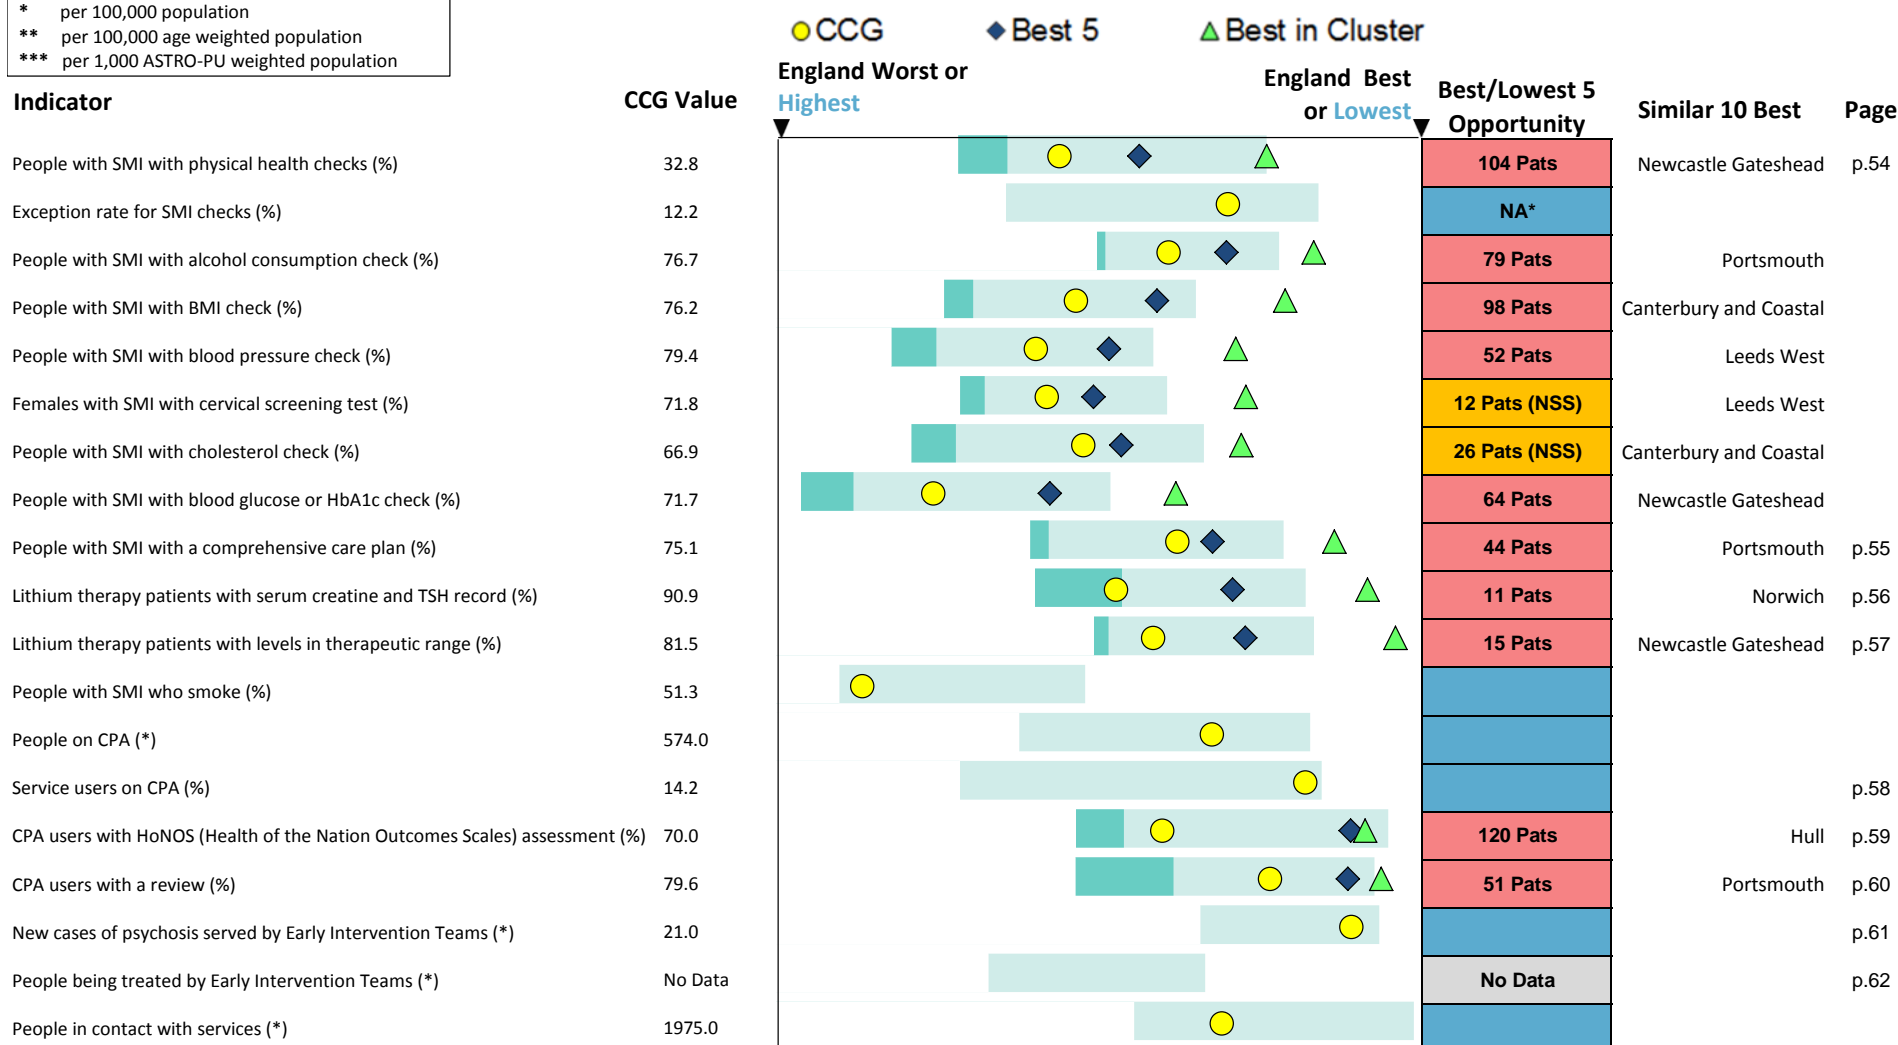 * per 100,000 population
** per 100,000 age weighted population
*** per 1,000 ASTRO-PU weighted population
CCG Best 5 Best in Cluster
Indicator CCG Value England Worst or Highest England Best or Lowest Best/Lowest 5 Opportunity Similar 10 Best Page
People with SMI with physical health checks (%) 32.8 104 Pats Newcastle Gateshead p.54
Exception rate for SMI checks (%) 12.2 NA*
People with SMI with alcohol consumption check (%) 76.7 79 Pats Portsmouth
People with SMI with BMI check (%) 76.2 98 Pats Canterbury and Coastal
People with SMI with blood pressure check (%) 79.4 52 Pats Leeds West
Females with SMI with cervical screening test (%) 71.8 12 Pats (NSS) Leeds West
People with SMI with cholesterol check (%) 66.9 26 Pats (NSS) Canterbury and Coastal
People with SMI with blood glucose or HbA1c check (%) 71.7 64 Pats Newcastle Gateshead
People with SMI with a comprehensive care plan (%) 75.1 44 Pats Portsmouth p.55
Lithium therapy patients with serum creatine and TSH record (%) 90.9 11 Pats Norwich p.56
Lithium therapy patients with levels in therapeutic range (%) 81.5 15 Pats Newcastle Gateshead p.57
People with SMI who smoke (%) 51.3
People on CPA (*) 574.0
Service users on CPA (%) 14.2 p.58
CPA users with HoNOS (Health of the Nation Outcomes Scales) assessment (%) 70.0 120 Pats Hull p.59
CPA users with a review (%) 79.6 51 Pats Portsmouth p.60
New cases of psychosis served by Early Intervention Teams (*) 21.0 p.61
People being treated by Early Intervention Teams (*) No Data No Data p.62
People in contact with services (*) 1975.0